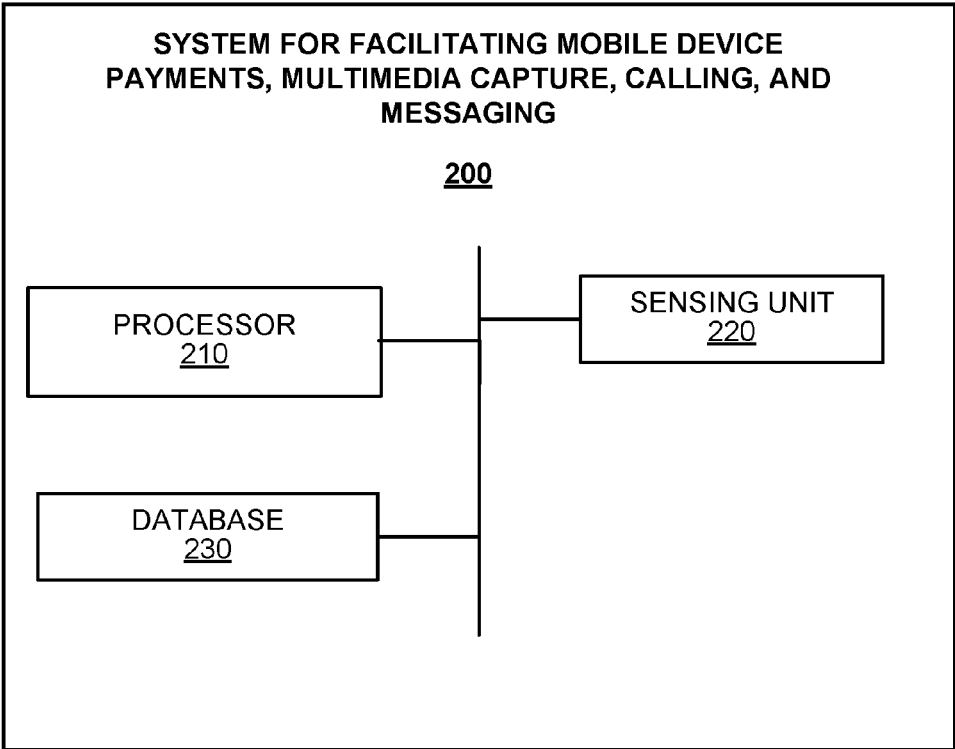 SYSTEM FOR FACILITATING MOBILE DEVICE
PAYMENTS, MULTIMEDIA CAPTURE, CALLING, AND
MESSAGING
200
PROCESSOR
210
SENSING UNIT
220
DATABASE
230